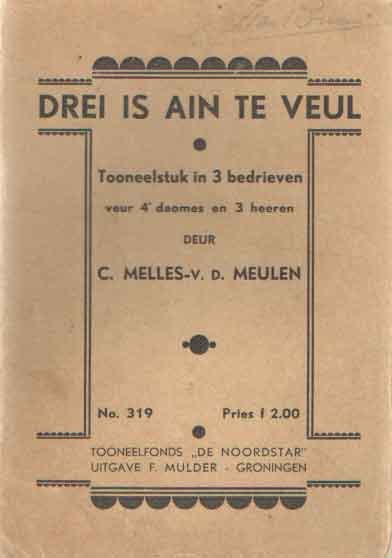 DREI IS AIN TE VEUL
Tooneelstuk in 3 bedrieven
veur 4 daomes en 3 heeren
DEUR
C. MELLES-V. D. MEULEN
No. 319 Pries f 2.00
TOONEELFONDS „DE NOORDSTAR"
UITGAVE F. MULDER - GRONINGEN